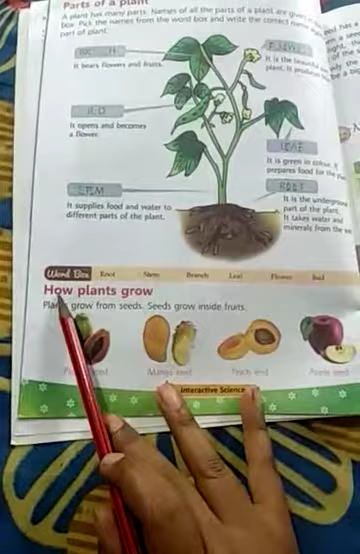 Parts of a plant
A plant has many parts. Names of all the parts of a plant are given
box. Pick the names from the word box and write the correct name
part of plant.
It bears flowers and fruits.
It is the beautiful
plant. It produces
It opens and becomes
a flower.
LEAF
It is green in colour. It
prepares food for the
STEM
ROOT
It supplies food and water to
different parts of the plant.
It is the underground
part of the plant.
It takes water and
minerals from the
Word Box Root Stem Branch Leaf Flower Bud
How plants grow
Plants grow from seeds. Seeds grow inside fruits.
Mango seed Peach seed Apple seed
Interactive Science